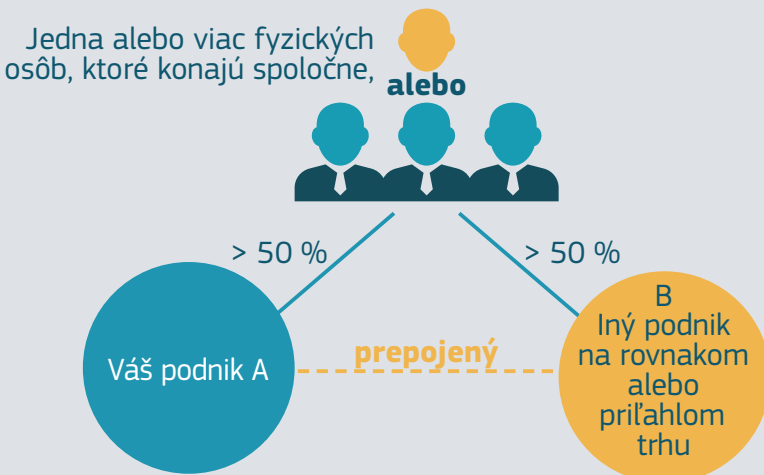 Jedna alebo viac fyzických
osôb, ktoré konajú spoločne,
alebo
> 50 %
> 50 %
Váš podnik A
prepojený
B
Iný podnik
na rovnakom
alebo
priľahlom
trhu